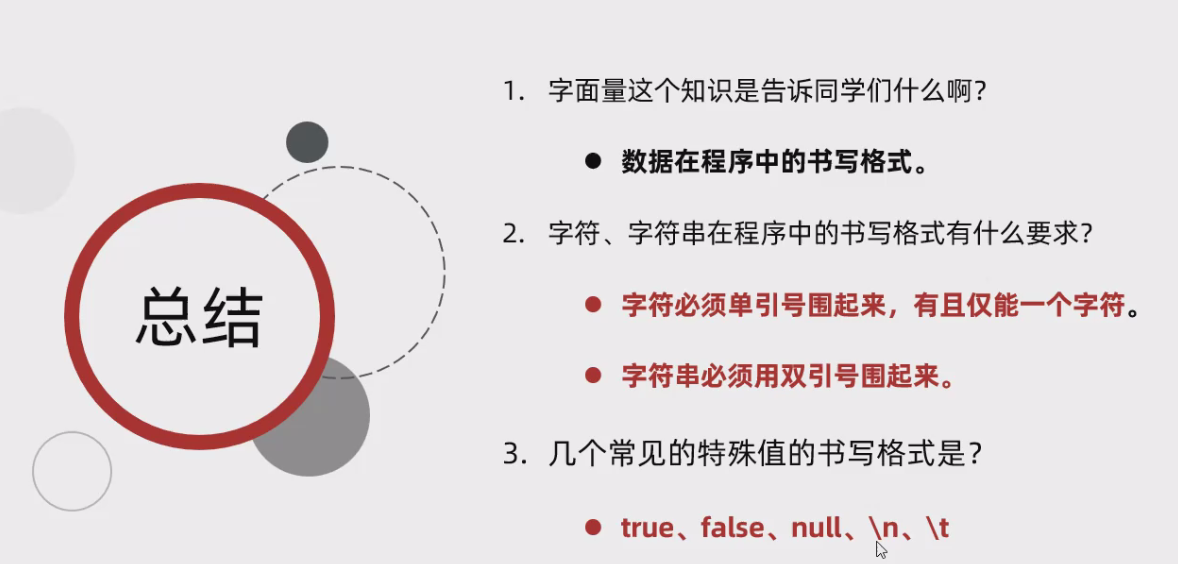 总结
1. 字面量这个知识是告诉同学们什么啊？
● 数据在程序中的书写格式。
2. 字符、字符串在程序中的书写格式有什么要求？
● 字符必须单引号围起来，有且仅能一个字符。
● 字符串必须用双引号围起来。
3. 几个常见的特殊值的书写格式是？
● true、false、null、\n、\t